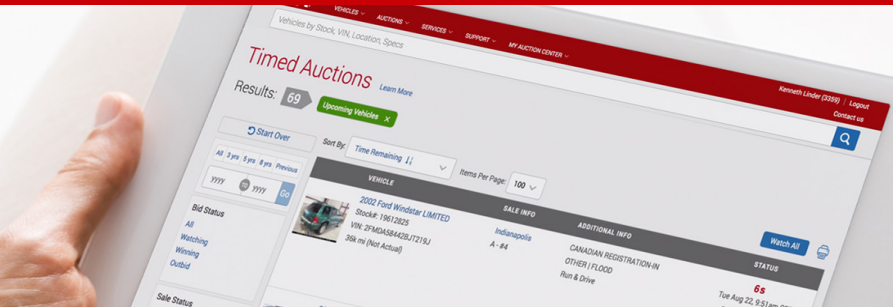 VEHICLES
AUCTIONS
SERVICES
SUPPORT
MY AUCTION CENTER
Kenneth Linder (3359) | Logout
Contact us
Vehicles by Stock, VIN, Location, Specs
Timed Auctions
Learn More
Results: 69
Upcoming Vehicles X
Start Over
Sort By: Time Remaining
Items Per Page: 100
All 3 yrs 5 yrs 8 yrs Previous
YYYY TO YYYY Go
Bid Status
All
Watching
Winning
Outbid
Sale Status
VEHICLE
SALE INFO
ADDITIONAL INFO
STATUS
Watch All
2002 Ford Windstar LIMITED
Stock#: 19612825
VIN: 2FMDA58442BJT219J
36k mi (Not Actual)
Indianapolis
A - #4
CANADIAN REGISTRATION-IN
OTHER | FLOOD
Run & Drive
6s
Tue Aug 22, 9:51am